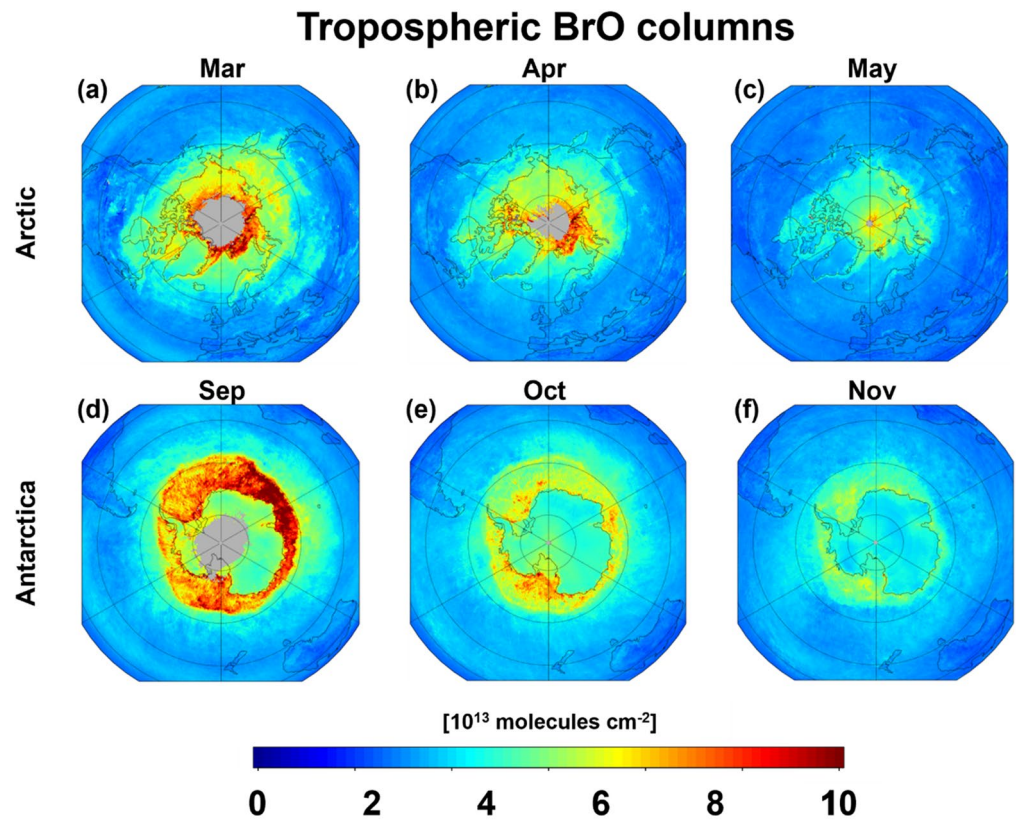 Tropospheric BrO columns
Mar Apr May
(a) (b) (c)
Arctic
Sep Oct Nov
(d) (e) (f)
Antarctica
[10¹³ molecules cm⁻²]
0 2 4 6 8 10